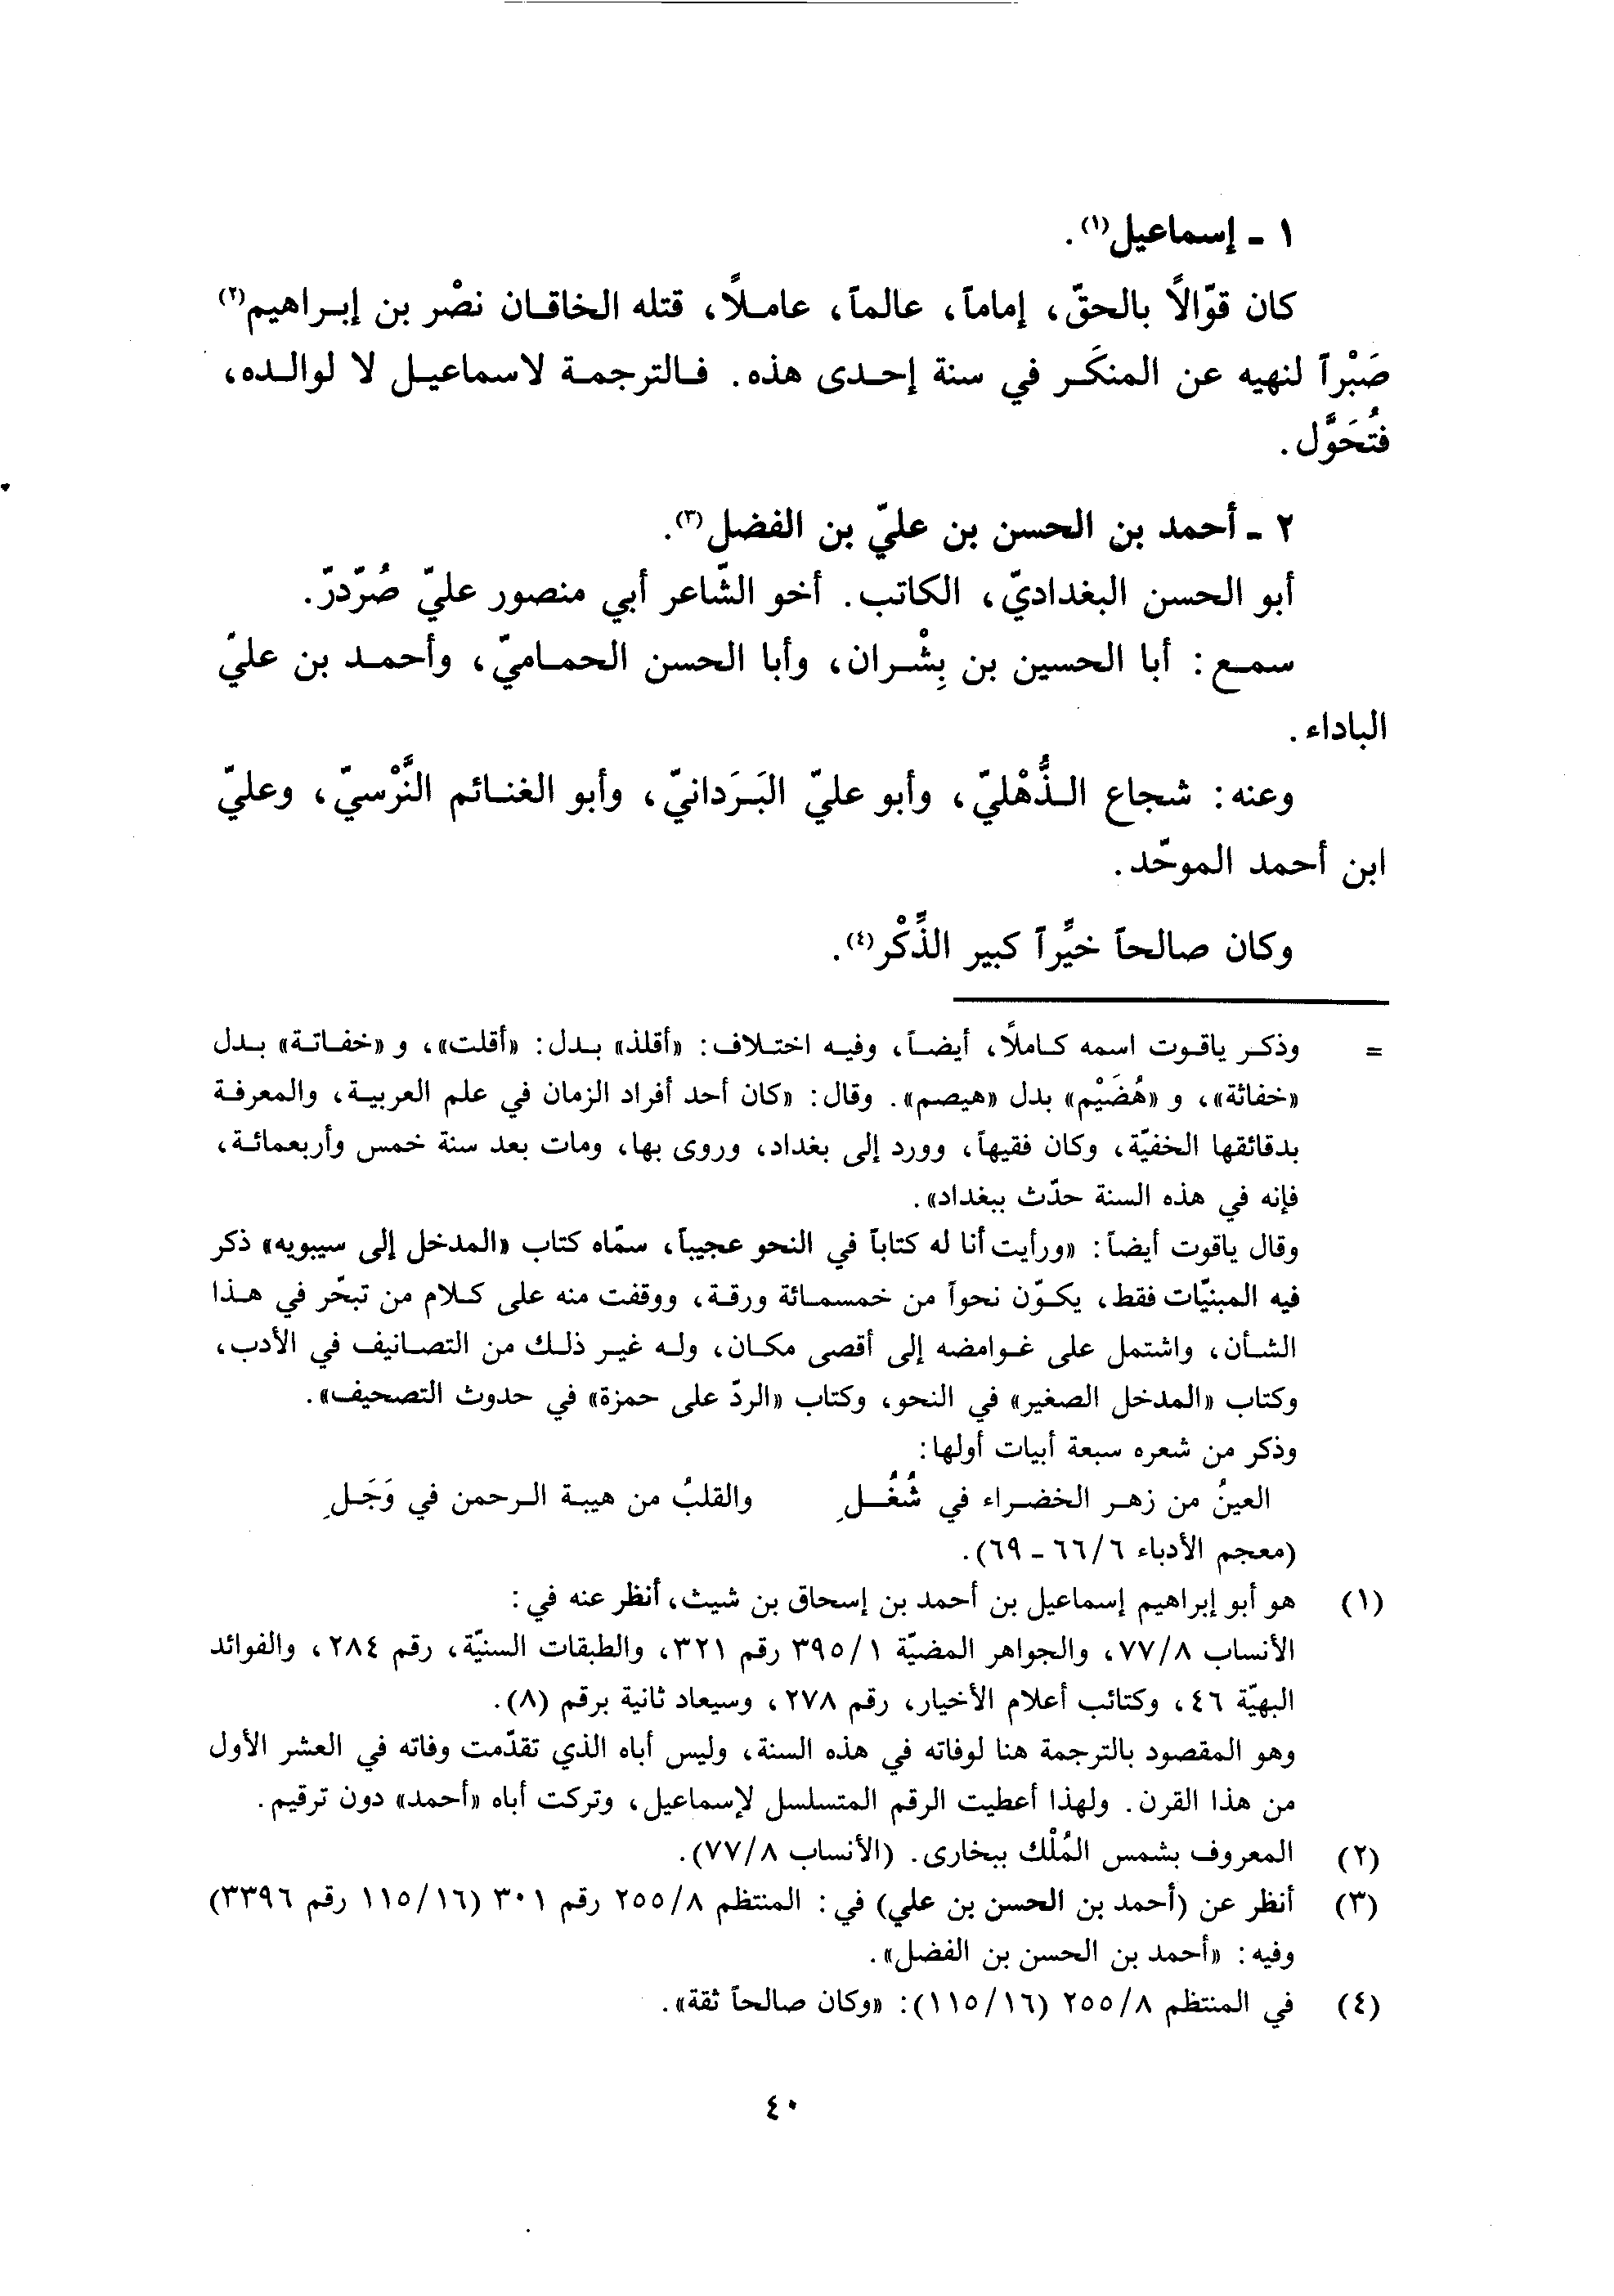 ١ - إسماعيل(١).
كان قوّالاً بالحقّ، إماماً، عالماً، عاملاً، قتله الخاقان نصْر بن إبراهيم(٢)
صَبْراً لنهيه عن المنكَر في سنة إحدى هذه. فالترجمة لاسماعيل لا لوالده،
فتُحَوَّل.
٢ - أحمد بن الحسن بن عليّ بن الفضل(٣).
أبو الحسن البغداديّ، الكاتب. أخو الشّاعر أبي منصور عليّ صُرّدرّ.
سمع: أبا الحسين بن بِشْران، وأبا الحسن الحماميّ، وأحمد بن عليّ
الباداء.
وعنه: شجاع الذُّهْليّ، وأبو عليّ البَرَدانيّ، وأبو الغنائم النَّرْسيّ، وعليّ
ابن أحمد الموحّد.
وكان صالحاً خيِّراً كبير الذِّكْر(٤).
= وذكر ياقوت اسمه كاملاً، أيضاً، وفيه اختلاف: «أقلذ» بدل: «أقلت»، و «خفاتة» بدل
«خفاثة»، و «هُضَيْم» بدل «هيصم». وقال: «كان أحد أفراد الزمان في علم العربية، والمعرفة
بدقائقها الخفيّة، وكان فقيهاً، وورد إلى بغداد، وروى بها، ومات بعد سنة خمس وأربعمائة،
فإنه في هذه السنة حدّث ببغداد».
وقال ياقوت أيضاً: «ورأيت أنا له كتاباً في النحو عجيباً، سمّاه كتاب «المدخل إلى سيبويه» ذكر
فيه المبنيّات فقط، يكوّن نحواً من خمسمائة ورقة، ووقفت منه على كلام من تبحّر في هذا
الشأن، واشتمل على غوامضه إلى أقصى مكان، وله غير ذلك من التصانيف في الأدب،
وكتاب «المدخل الصغير» في النحو، وكتاب «الردّ على حمزة» في حدوث التصحيف».
وذكر من شعره سبعة أبيات أولها:
العينُ من زهر الخضراء في شُغُلِ والقلبُ من هيبة الرحمن في وَجَلِ
(معجم الأدباء ٦/٦٦ - ٦٩).
(١) هو أبو إبراهيم إسماعيل بن أحمد بن إسحاق بن شيث، أنظر عنه في:
الأنساب ٧٧/٨، والجواهر المضيّة ٣٩٥/١ رقم ٣٢١، والطبقات السنيّة، رقم ٢٨٤، والفوائد
البهيّة ٤٦، وكتائب أعلام الأخيار، رقم ٢٧٨، وسيعاد ثانية برقم (٨).
وهو المقصود بالترجمة هنا لوفاته في هذه السنة، وليس أباه الذي تقدّمت وفاته في العشر الأول
من هذا القرن. ولهذا أعطيت الرقم المتسلسل لإسماعيل، وتركت أباه «أحمد» دون ترقيم.
(٢) المعروف بشمس المُلْك ببخارى. (الأنساب ٧٧/٨).
(٣) أنظر عن (أحمد بن الحسن بن علي) في: المنتظم ٢٥٥/٨ رقم ٣٠١ (١١٥/١٦ رقم ٣٣٩٦)
وفيه: «أحمد بن الحسن بن الفضل».
(٤) في المنتظم ٢٥٥/٨ (١١٥/١٦): «وكان صالحاً ثقة».
٤٠